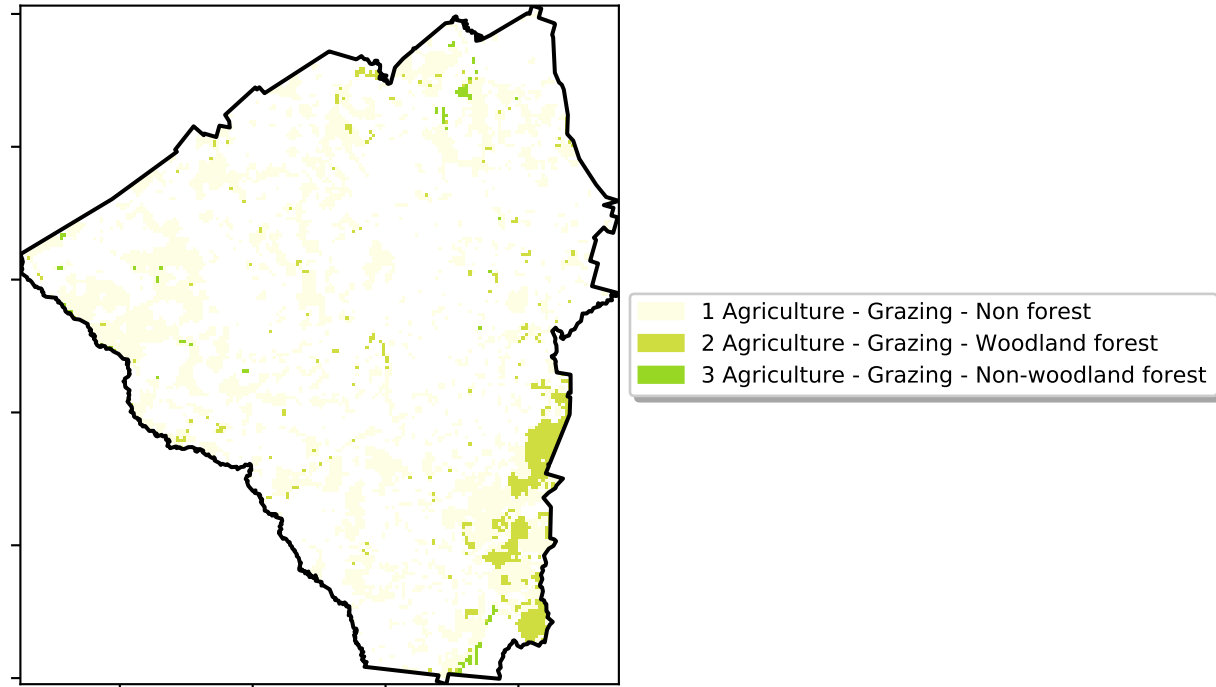 1 Agriculture - Grazing - Non forest
2 Agriculture - Grazing - Woodland forest
3 Agriculture - Grazing - Non-woodland forest